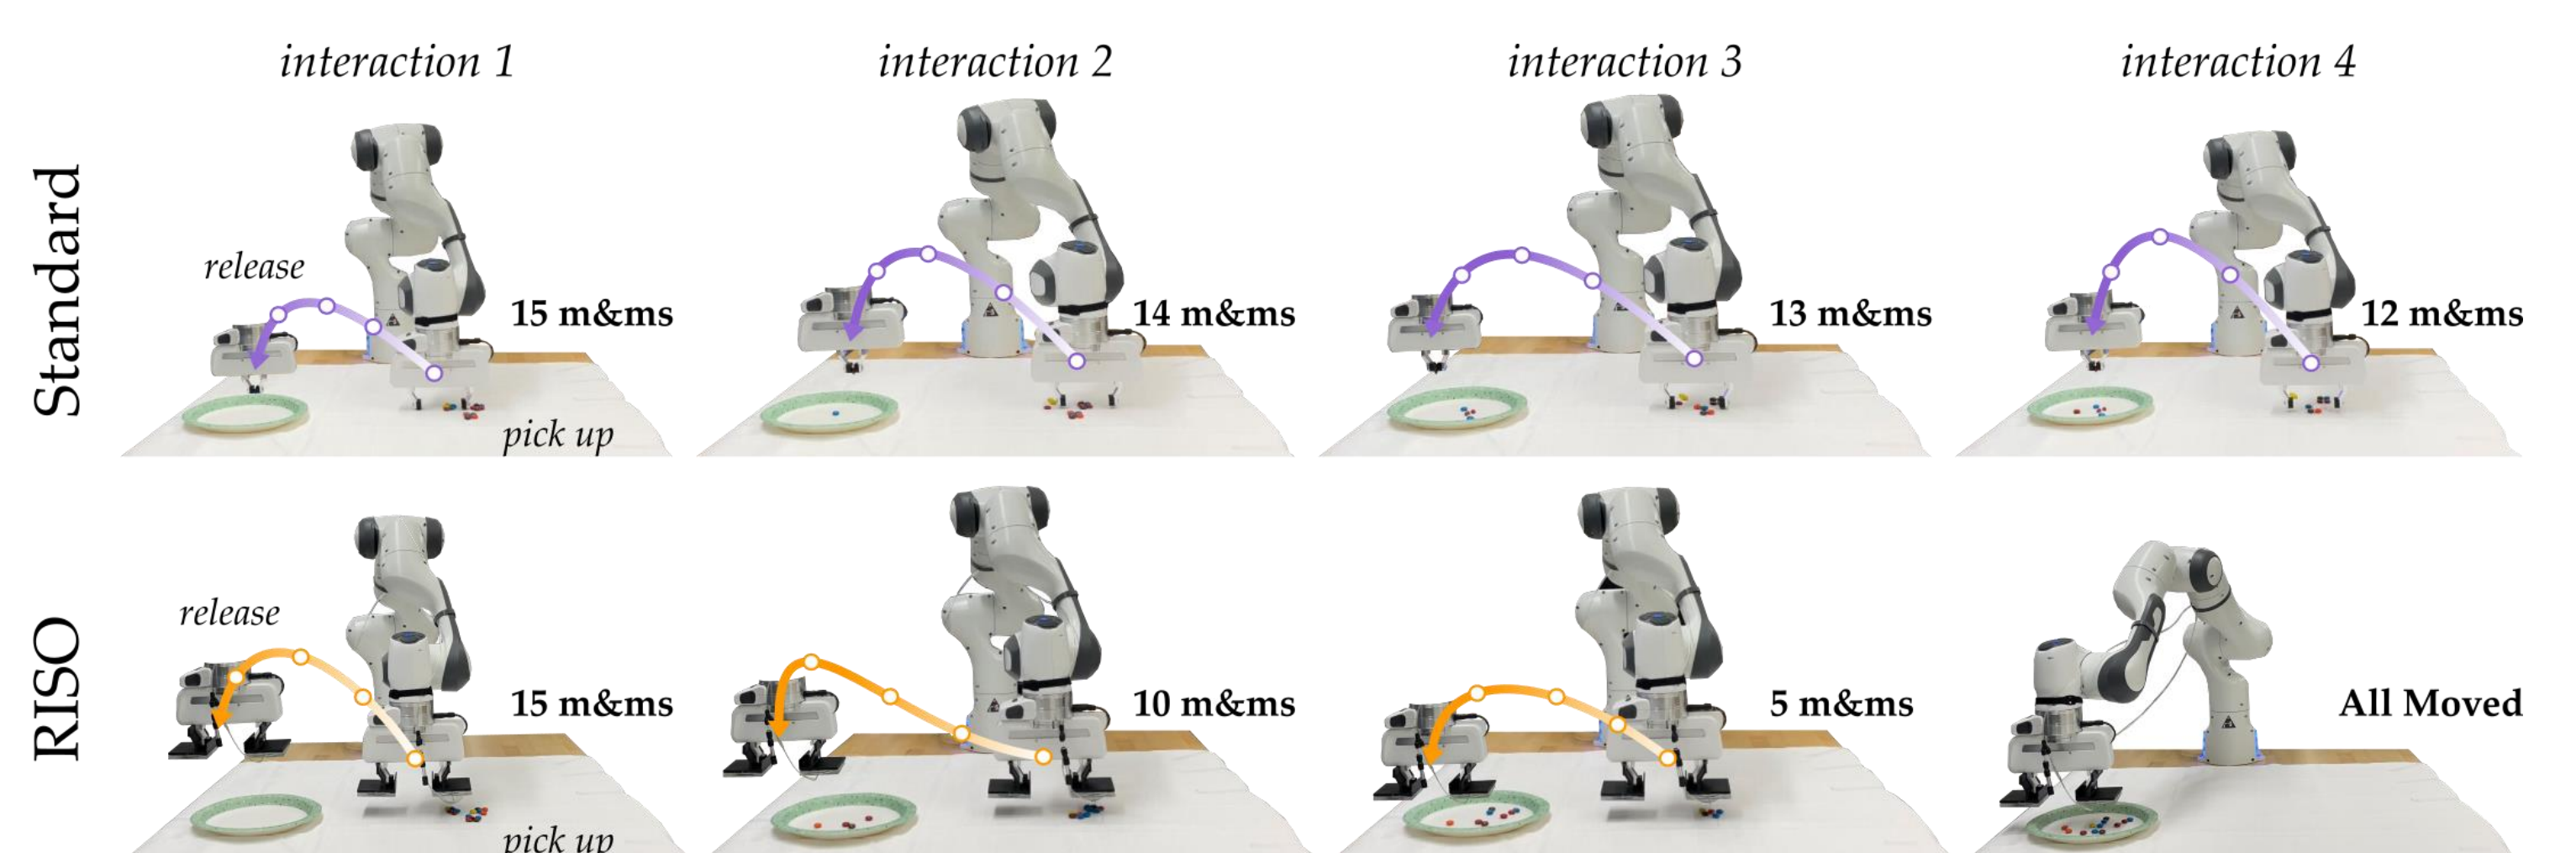 interaction 1
interaction 2
interaction 3
interaction 4
Standard
release
15 m&ms
pick up
14 m&ms
13 m&ms
12 m&ms
RISO
release
15 m&ms
pick up
10 m&ms
5 m&ms
All Moved